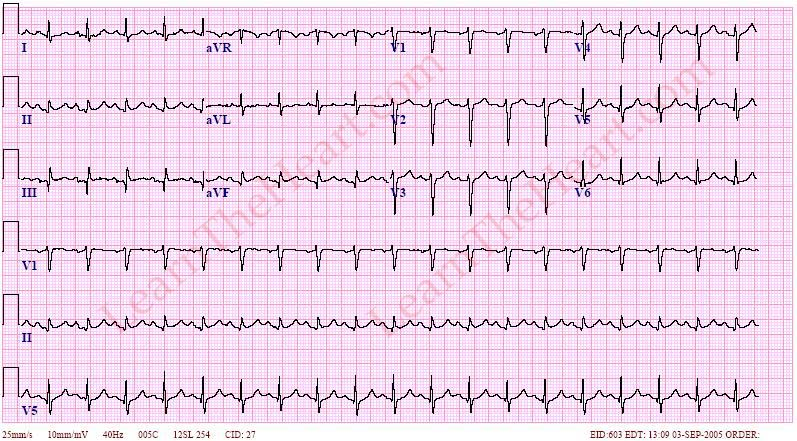 I aVR V1 V4
II aVL V2 V5
III aVF V3 V6
V1
II
V5
LearnTheHeart.com
LearnTheHeart.com
25mm/s 10mm/mV 40Hz 005C 12SL 254 CID: 27 EID:603 EDT: 13:09 03-SEP-2005 ORDER: